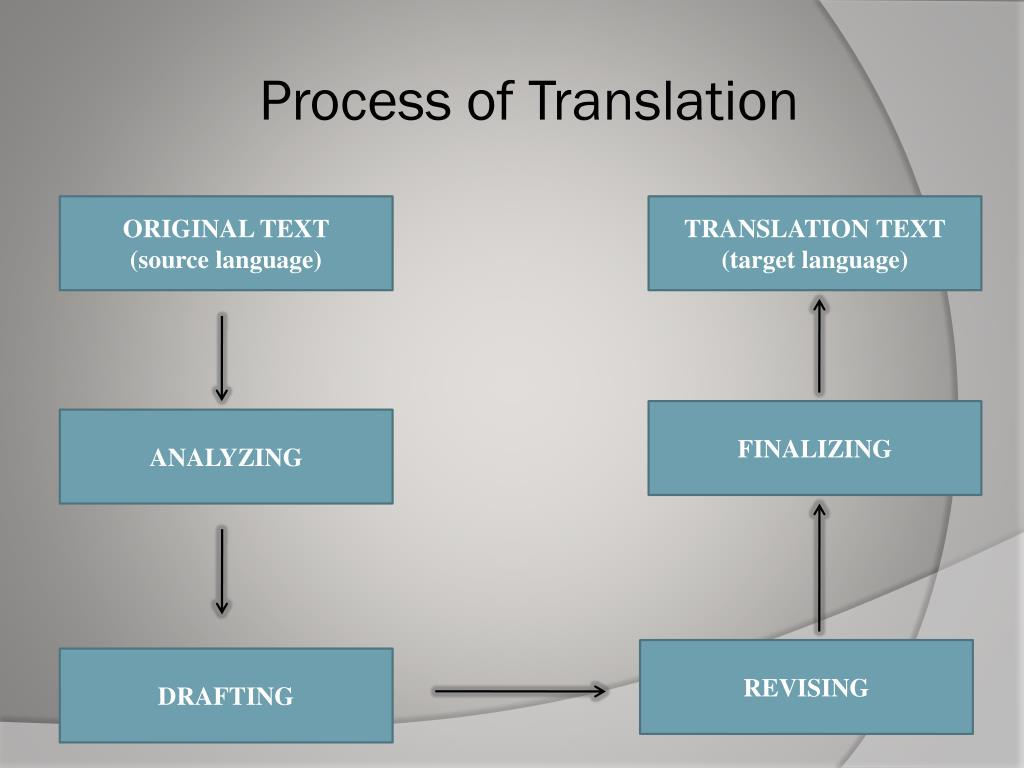 Process of Translation
ORIGINAL TEXT
(source language)
ANALYZING
DRAFTING
REVISING
FINALIZING
TRANSLATION TEXT
(target language)